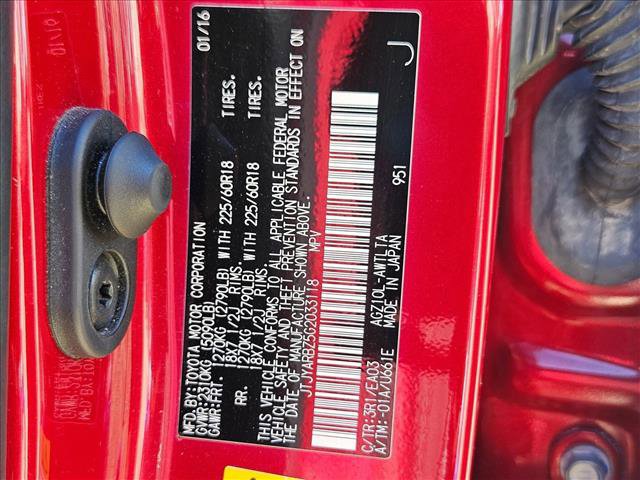 MFD.BY:TOYOTA MOTOR CORPORATION 01/16
GVWR:2310KG (5090LB)
GAWR:FRT. 1270KG (2790LB) WITH 225/60R18 TIRES.
18X7 1/2J RIMS.
RR. 1270KG (2790LB) WITH 225/60R18 TIRES.
18X7 1/2J RIMS.
THIS VEHICLE CONFORMS TO ALL APPLICABLE FEDERAL MOTOR
VEHICLE SAFETY AND THEFT PREVENTION STANDARDS IN EFFECT ON
THE DATE OF MANUFACTURE SHOWN ABOVE.
JTJYARBZ5G2033118 MPV
C/TR:3R1/EA03 AGZ10L-AWTLTA 951 J
A/TM:-01A/U661E MADE IN JAPAN